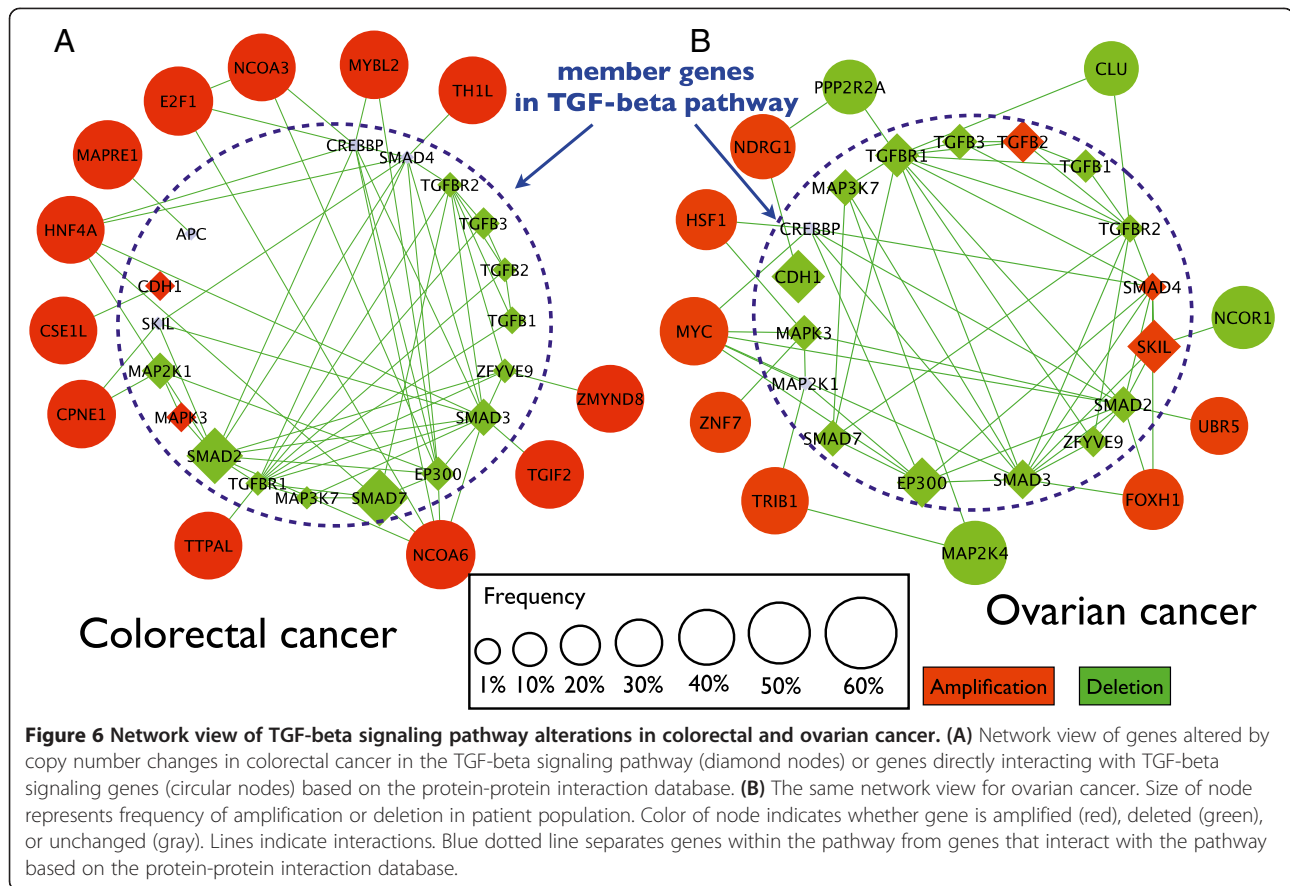 A
B
member genes
in TGF-beta pathway
NCOA3
MYBL2
E2F1
TH1L
MAPRE1
HNF4A
CSE1L
CPNE1
TTPAL
NCOA6
TGIF2
ZMYND8
CREBBP
SMAD4
TGFBR2
TGFB3
TGFB2
TGFB1
ZFYVE9
SMAD3
EP300
SMAD7
MAP3K7
TGFBR1
SMAD2
MAPK3
MAP2K1
SKIL
CDH1
APC
Colorectal cancer
PPP2R2A
CLU
NDRG1
HSF1
MYC
ZNF7
TRIB1
MAP2K4
FOXH1
UBR5
NCOR1
TGFBR1
TGFB3
TGFB2
TGFB1
MAP3K7
CREBBP
TGFBR2
CDH1
SMAD4
MAPK3
SKIL
MAP2K1
SMAD2
SMAD7
ZFYVE9
EP300
SMAD3
Ovarian cancer
Frequency
1% 10% 20% 30% 40% 50% 60%
Amplification
Deletion
Figure 6 Network view of TGF-beta signaling pathway alterations in colorectal and ovarian cancer. (A) Network view of genes altered by
copy number changes in colorectal cancer in the TGF-beta signaling pathway (diamond nodes) or genes directly interacting with TGF-beta
signaling genes (circular nodes) based on the protein-protein interaction database. (B) The same network view for ovarian cancer. Size of node
represents frequency of amplification or deletion in patient population. Color of node indicates whether gene is amplified (red), deleted (green),
or unchanged (gray). Lines indicate interactions. Blue dotted line separates genes within the pathway from genes that interact with the pathway
based on the protein-protein interaction database.